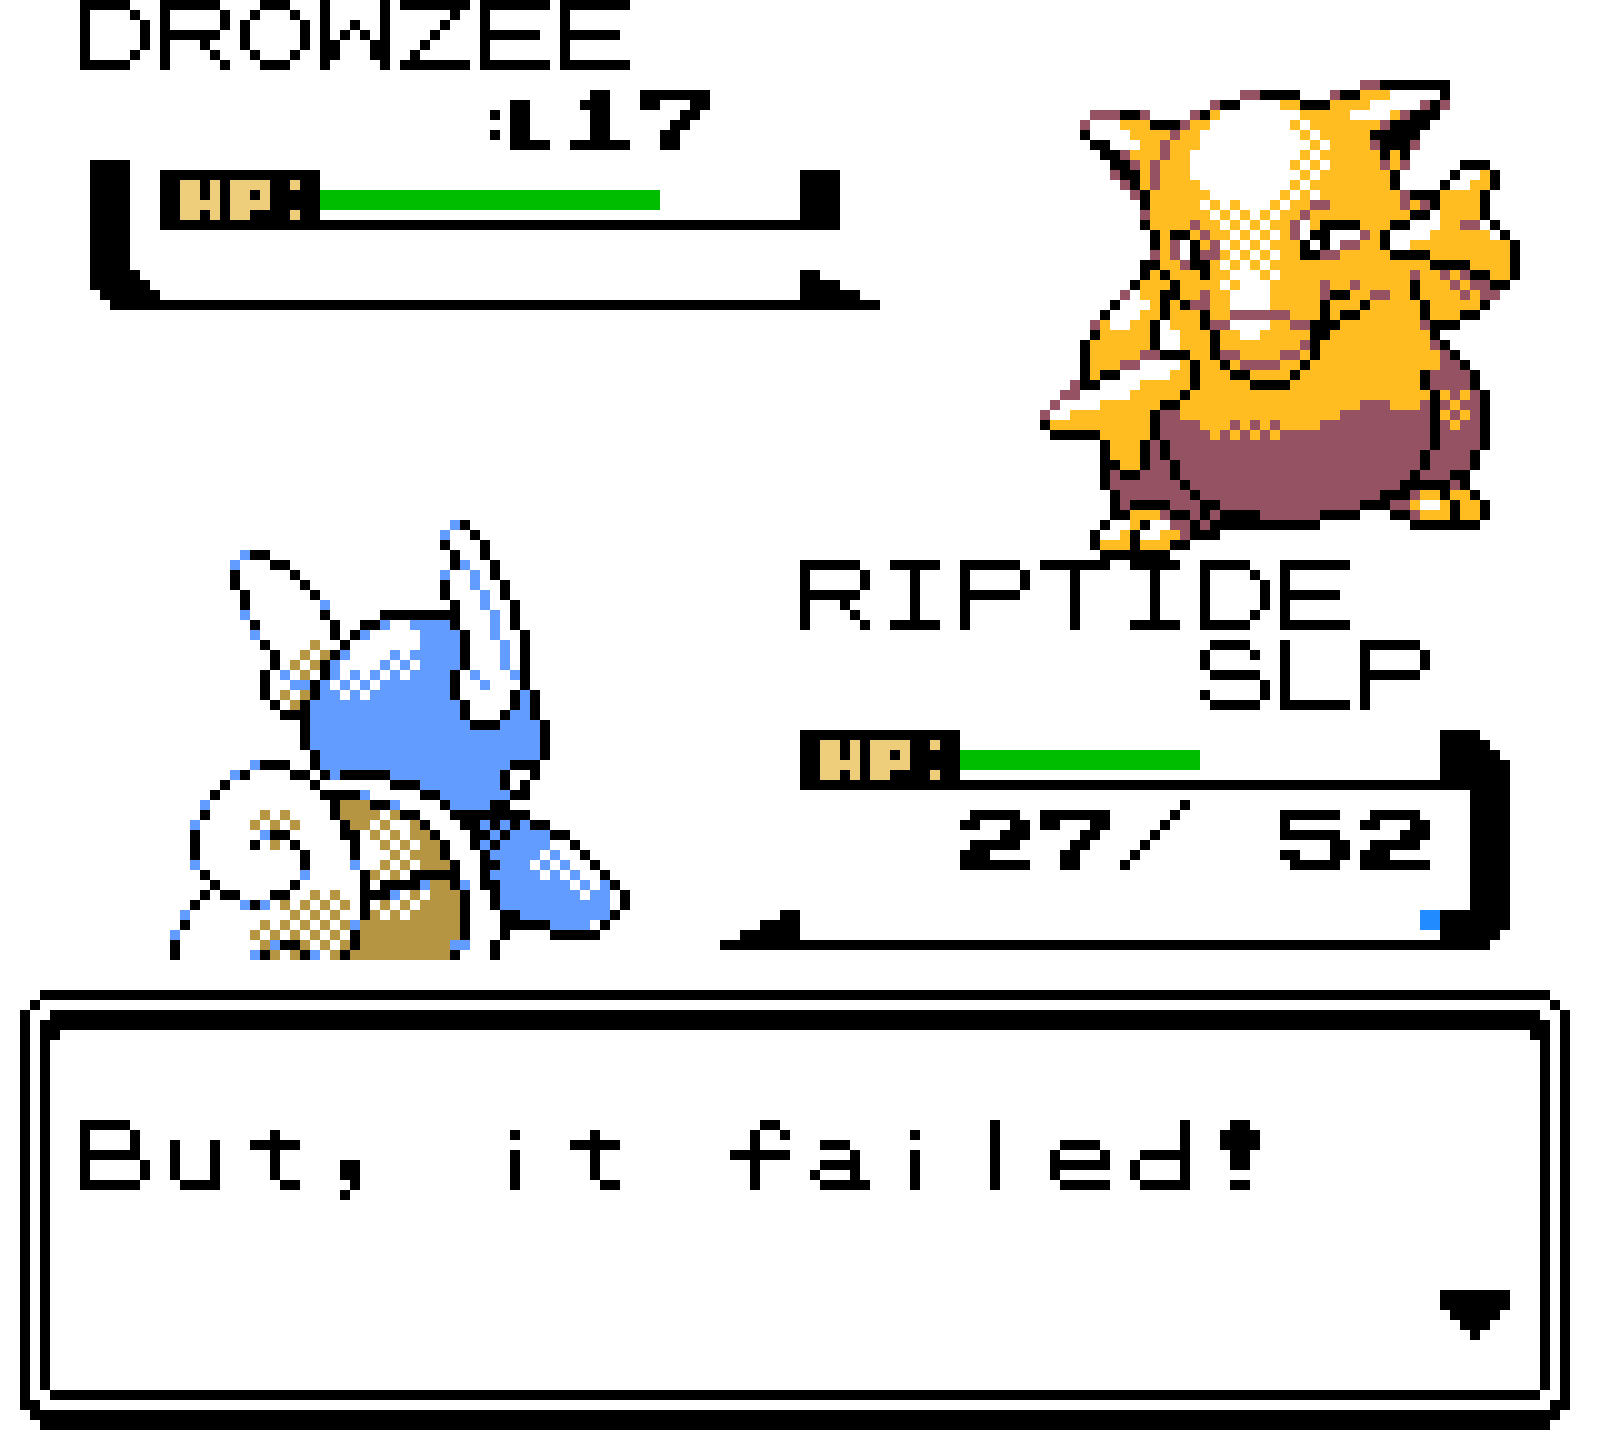 DROWZEE
:L17
HP:
RIPTIDE
SLP
HP:
27/ 52
But, it failed!